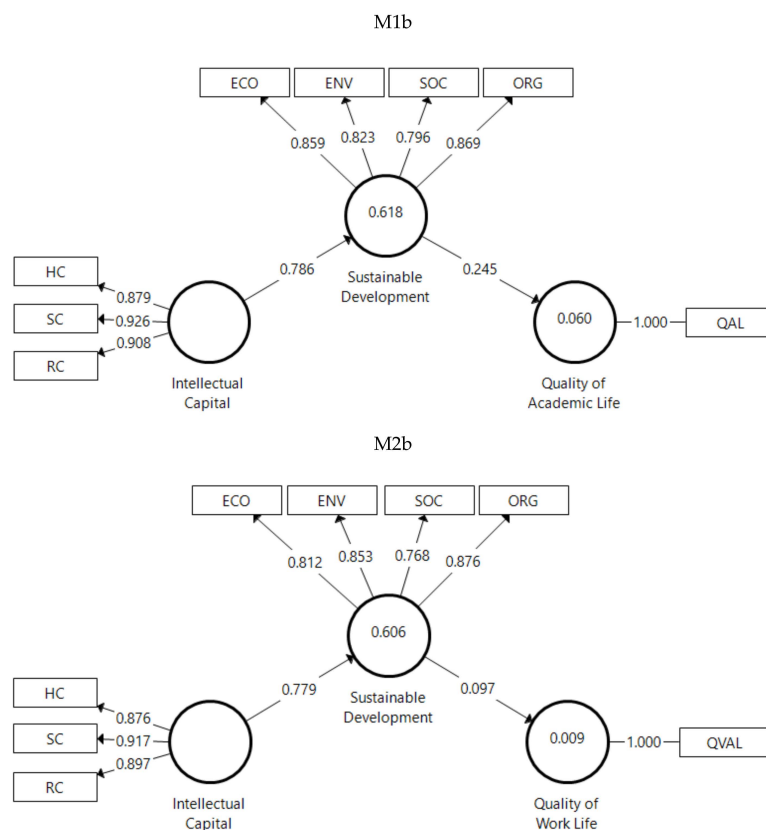 M1b
ECO ENV SOC ORG
0.859 0.823 0.796 0.869
0.618
Sustainable
Development
0.786 0.245
HC
SC
RC
0.879
0.926
0.908
Intellectual
Capital
0.060
1.000
QAL
Quality of
Academic Life
M2b
ECO ENV SOC ORG
0.812 0.853 0.768 0.876
0.606
Sustainable
Development
0.779 0.097
HC
SC
RC
0.876
0.917
0.897
Intellectual
Capital
0.009
1.000
QVAL
Quality of
Work Life